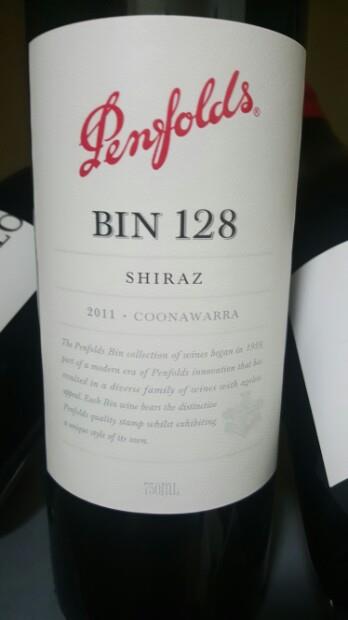 Penfolds®
BIN 128
SHIRAZ
2011 · COONAWARRA
The Penfolds Bin collection of wines began in 1959,
part of a modern era of Penfolds innovation that has
resulted in a diverse family of wines with ageless
appeal. Each Bin wine bears the distinctive
Penfolds quality stamp whilst exhibiting
a unique style of its own.
750ML